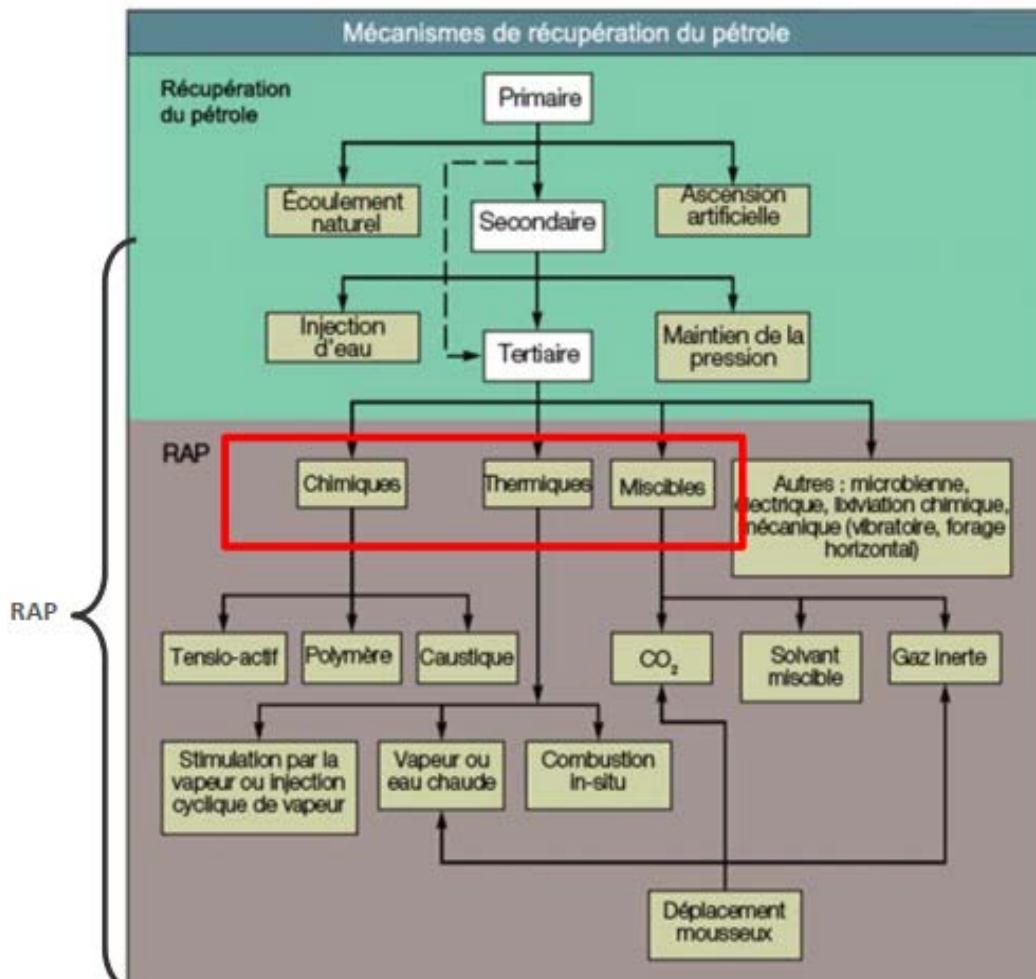 Mécanismes de récupération du pétrole
Récupération
du pétrole
Primaire
Écoulement
naturel
Ascension
artificielle
Secondaire
Injection
d'eau
Maintien de la
pression
Tertiaire
RAP
RAP
Chimiques
Thermiques
Miscibles
Autres : microbienne,
électrique, lixiviation chimique,
mécanique (vibratoire, forage
horizontal)
Tensio-actif
Polymère
Caustique
CO₂
Solvant
miscible
Gaz inerte
Stimulation par la
vapeur ou injection
cyclique de vapeur
Vapeur ou
eau chaude
Combustion
in-situ
Déplacement
mousseux